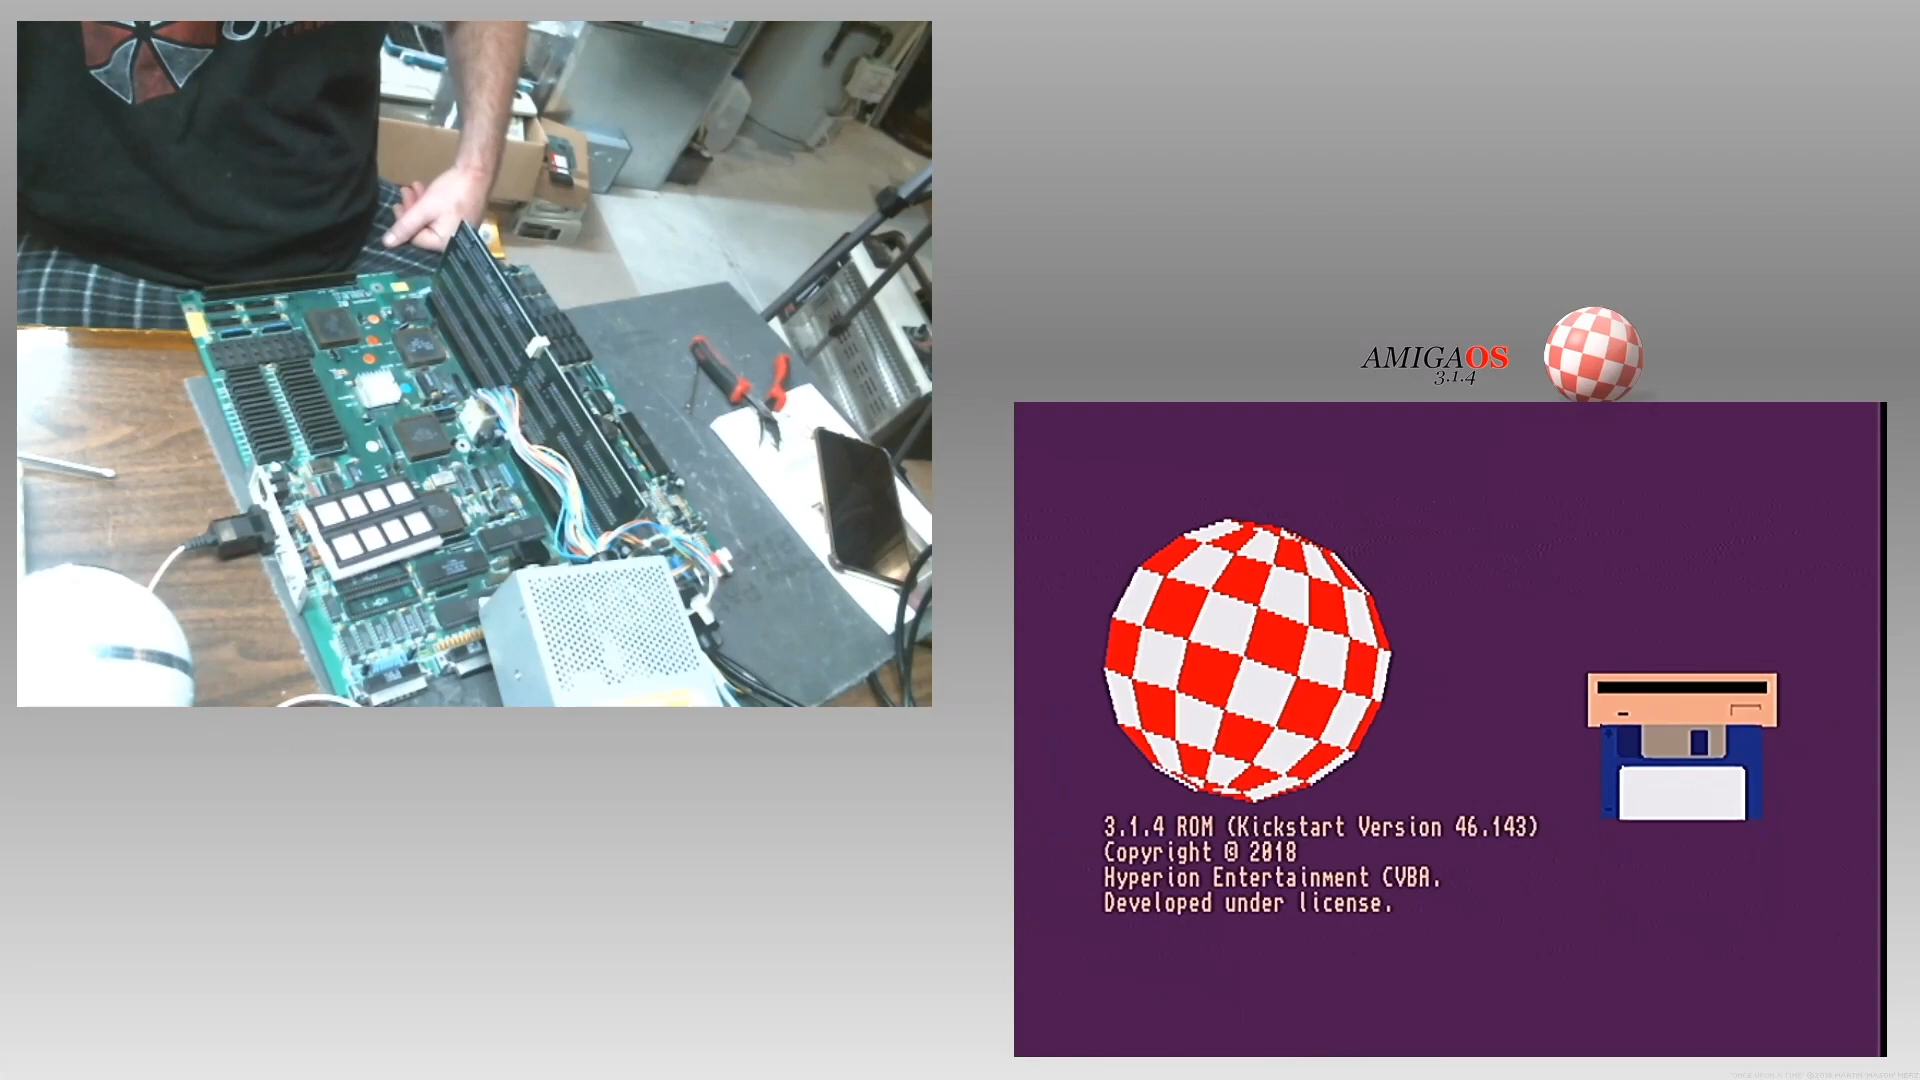 AMIGAOS
3.1.4
3.1.4 ROM (Kickstart Version 46.143)
Copyright © 2018
Hyperion Entertainment CVBA.
Developed under license.